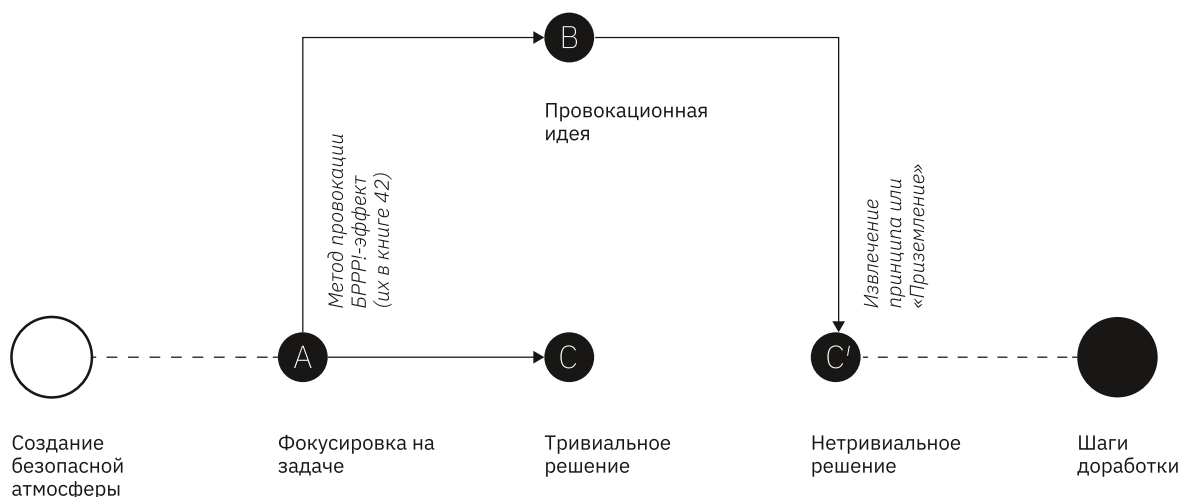 B
Провокационная
идея
Метод провокации
БРРР!-эффект
(их в книге 42)
Извлечение
принципа или
«Приземление»
A
C
C'
Создание
безопасной
атмосферы
Фокусировка на
задаче
Тривиальное
решение
Нетривиальное
решение
Шаги
доработки